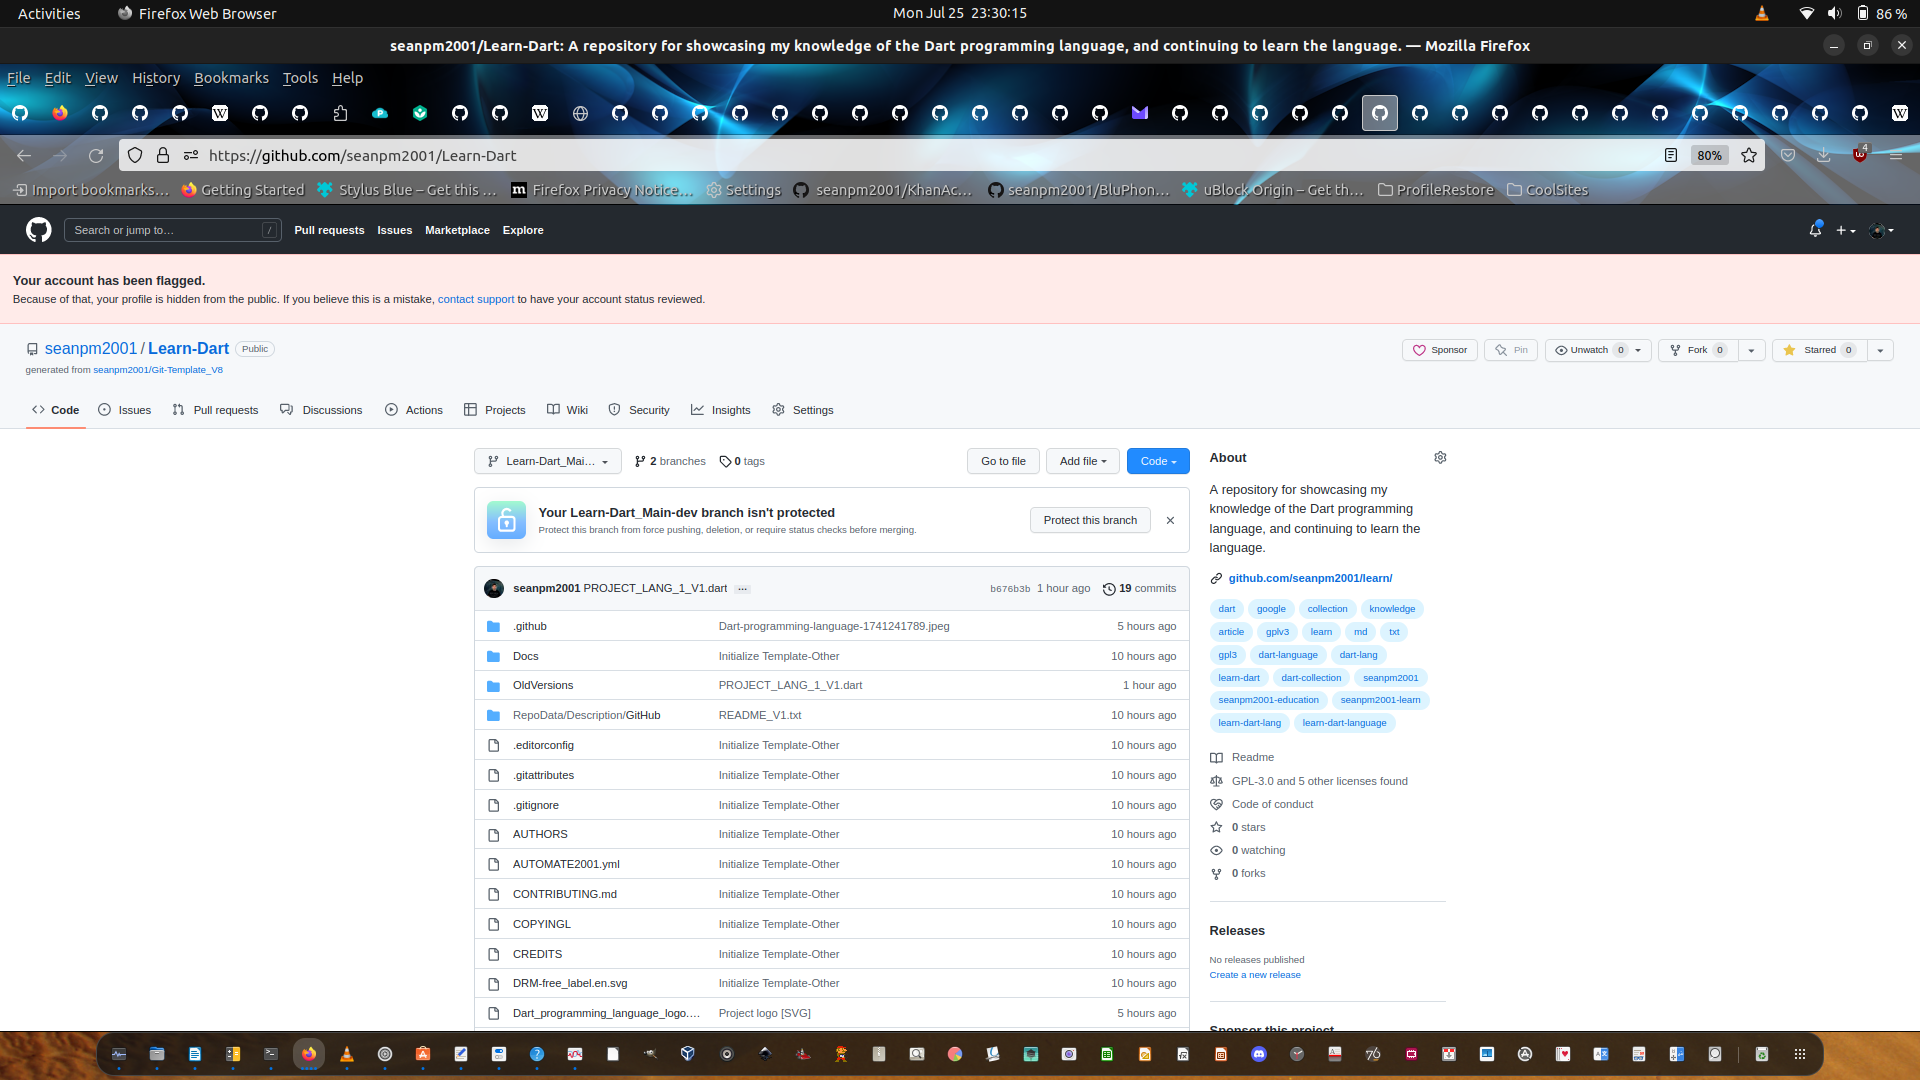 Activities
Firefox Web Browser
Mon Jul 25 23:30:15
86 %
seanpm2001/Learn-Dart: A repository for showcasing my knowledge of the Dart programming language, and continuing to learn the language. — Mozilla Firefox
File Edit View History Bookmarks Tools Help
https://github.com/seanpm2001/Learn-Dart
80%
4
Import bookmarks… Getting Started Stylus Blue – Get this … Firefox Privacy Notice… Settings seanpm2001/KhanAc… seanpm2001/BluPhon… uBlock Origin – Get th… ProfileRestore CoolSites
Search or jump to… /
Pull requests Issues Marketplace Explore
Your account has been flagged.
Because of that, your profile is hidden from the public. If you believe this is a mistake, contact support to have your account status reviewed.
seanpm2001 / Learn-Dart Public
generated from seanpm2001/Git-Template_V8
Sponsor Pin Unwatch 0 Fork 0 Starred 0
Code Issues Pull requests Discussions Actions Projects Wiki Security Insights Settings
Learn-Dart_Mai… 2 branches 0 tags Go to file Add file Code
Your Learn-Dart_Main-dev branch isn't protected
Protect this branch from force pushing, deletion, or require status checks before merging.
Protect this branch
seanpm2001 PROJECT_LANG_1_V1.dart … b676b3b 1 hour ago 19 commits
.github Dart-programming-language-1741241789.jpeg 5 hours ago
Docs Initialize Template-Other 10 hours ago
OldVersions PROJECT_LANG_1_V1.dart 1 hour ago
RepoData/Description/GitHub README_V1.txt 10 hours ago
.editorconfig Initialize Template-Other 10 hours ago
.gitattributes Initialize Template-Other 10 hours ago
.gitignore Initialize Template-Other 10 hours ago
AUTHORS Initialize Template-Other 10 hours ago
AUTOMATE2001.yml Initialize Template-Other 10 hours ago
CONTRIBUTING.md Initialize Template-Other 10 hours ago
COPYINGL Initialize Template-Other 10 hours ago
CREDITS Initialize Template-Other 10 hours ago
DRM-free_label.en.svg Initialize Template-Other 10 hours ago
Dart_programming_language_logo.… Project logo [SVG] 5 hours ago
About
A repository for showcasing my
knowledge of the Dart programming
language, and continuing to learn the
language.
github.com/seanpm2001/learn/
dart google collection knowledge
article gplv3 learn md txt
gpl3 dart-language dart-lang
learn-dart dart-collection seanpm2001
seanpm2001-education seanpm2001-learn
learn-dart-lang learn-dart-language
Readme
GPL-3.0 and 5 other licenses found
Code of conduct
0 stars
0 watching
0 forks
Releases
No releases published
Create a new release
Sponsor this project